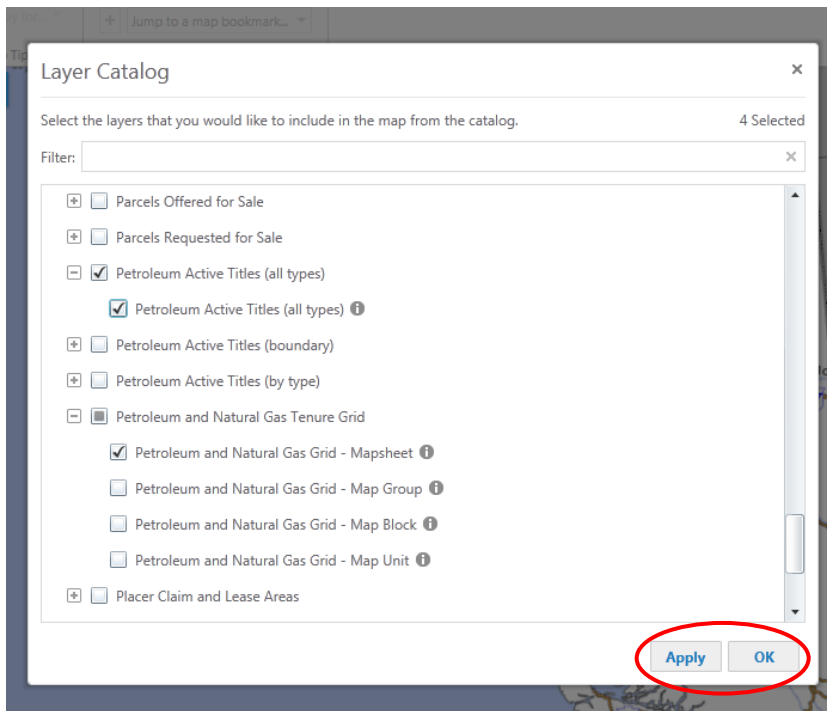 Jump to a map bookmark...
Tip
Layer Catalog
Select the layers that you would like to include in the map from the catalog. 4 Selected
Filter:
Parcels Offered for Sale
Parcels Requested for Sale
Petroleum Active Titles (all types)
Petroleum Active Titles (all types)
Petroleum Active Titles (boundary)
Petroleum Active Titles (by type)
Petroleum and Natural Gas Tenure Grid
Petroleum and Natural Gas Grid - Mapsheet
Petroleum and Natural Gas Grid - Map Group
Petroleum and Natural Gas Grid - Map Block
Petroleum and Natural Gas Grid - Map Unit
Placer Claim and Lease Areas
Apply OK